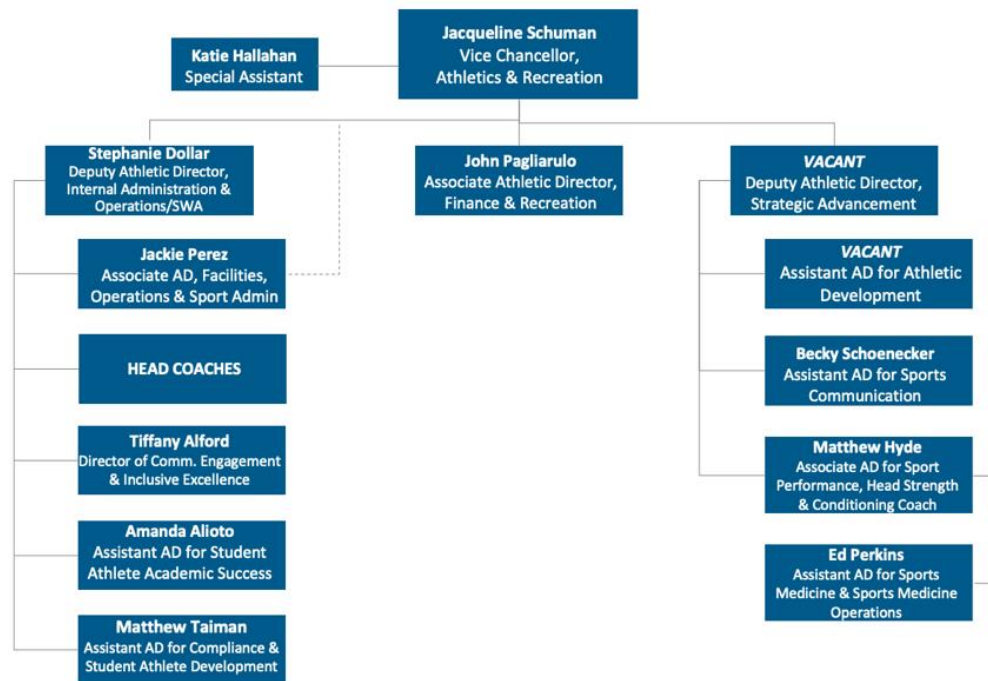 Jacqueline Schuman
Vice Chancellor,
Athletics & Recreation
Katie Hallahan
Special Assistant
Stephanie Dollar
Deputy Athletic Director,
Internal Administration &
Operations/SWA
John Pagliarulo
Associate Athletic Director,
Finance & Recreation
VACANT
Deputy Athletic Director,
Strategic Advancement
Jackie Perez
Associate AD, Facilities,
Operations & Sport Admin
VACANT
Assistant AD for Athletic
Development
HEAD COACHES
Becky Schoenecker
Assistant AD for Sports
Communication
Tiffany Alford
Director of Comm. Engagement
& Inclusive Excellence
Matthew Hyde
Associate AD for Sport
Performance, Head Strength
& Conditioning Coach
Amanda Alioto
Assistant AD for Student
Athlete Academic Success
Ed Perkins
Assistant AD for Sports
Medicine & Sports Medicine
Operations
Matthew Taiman
Assistant AD for Compliance &
Student Athlete Development